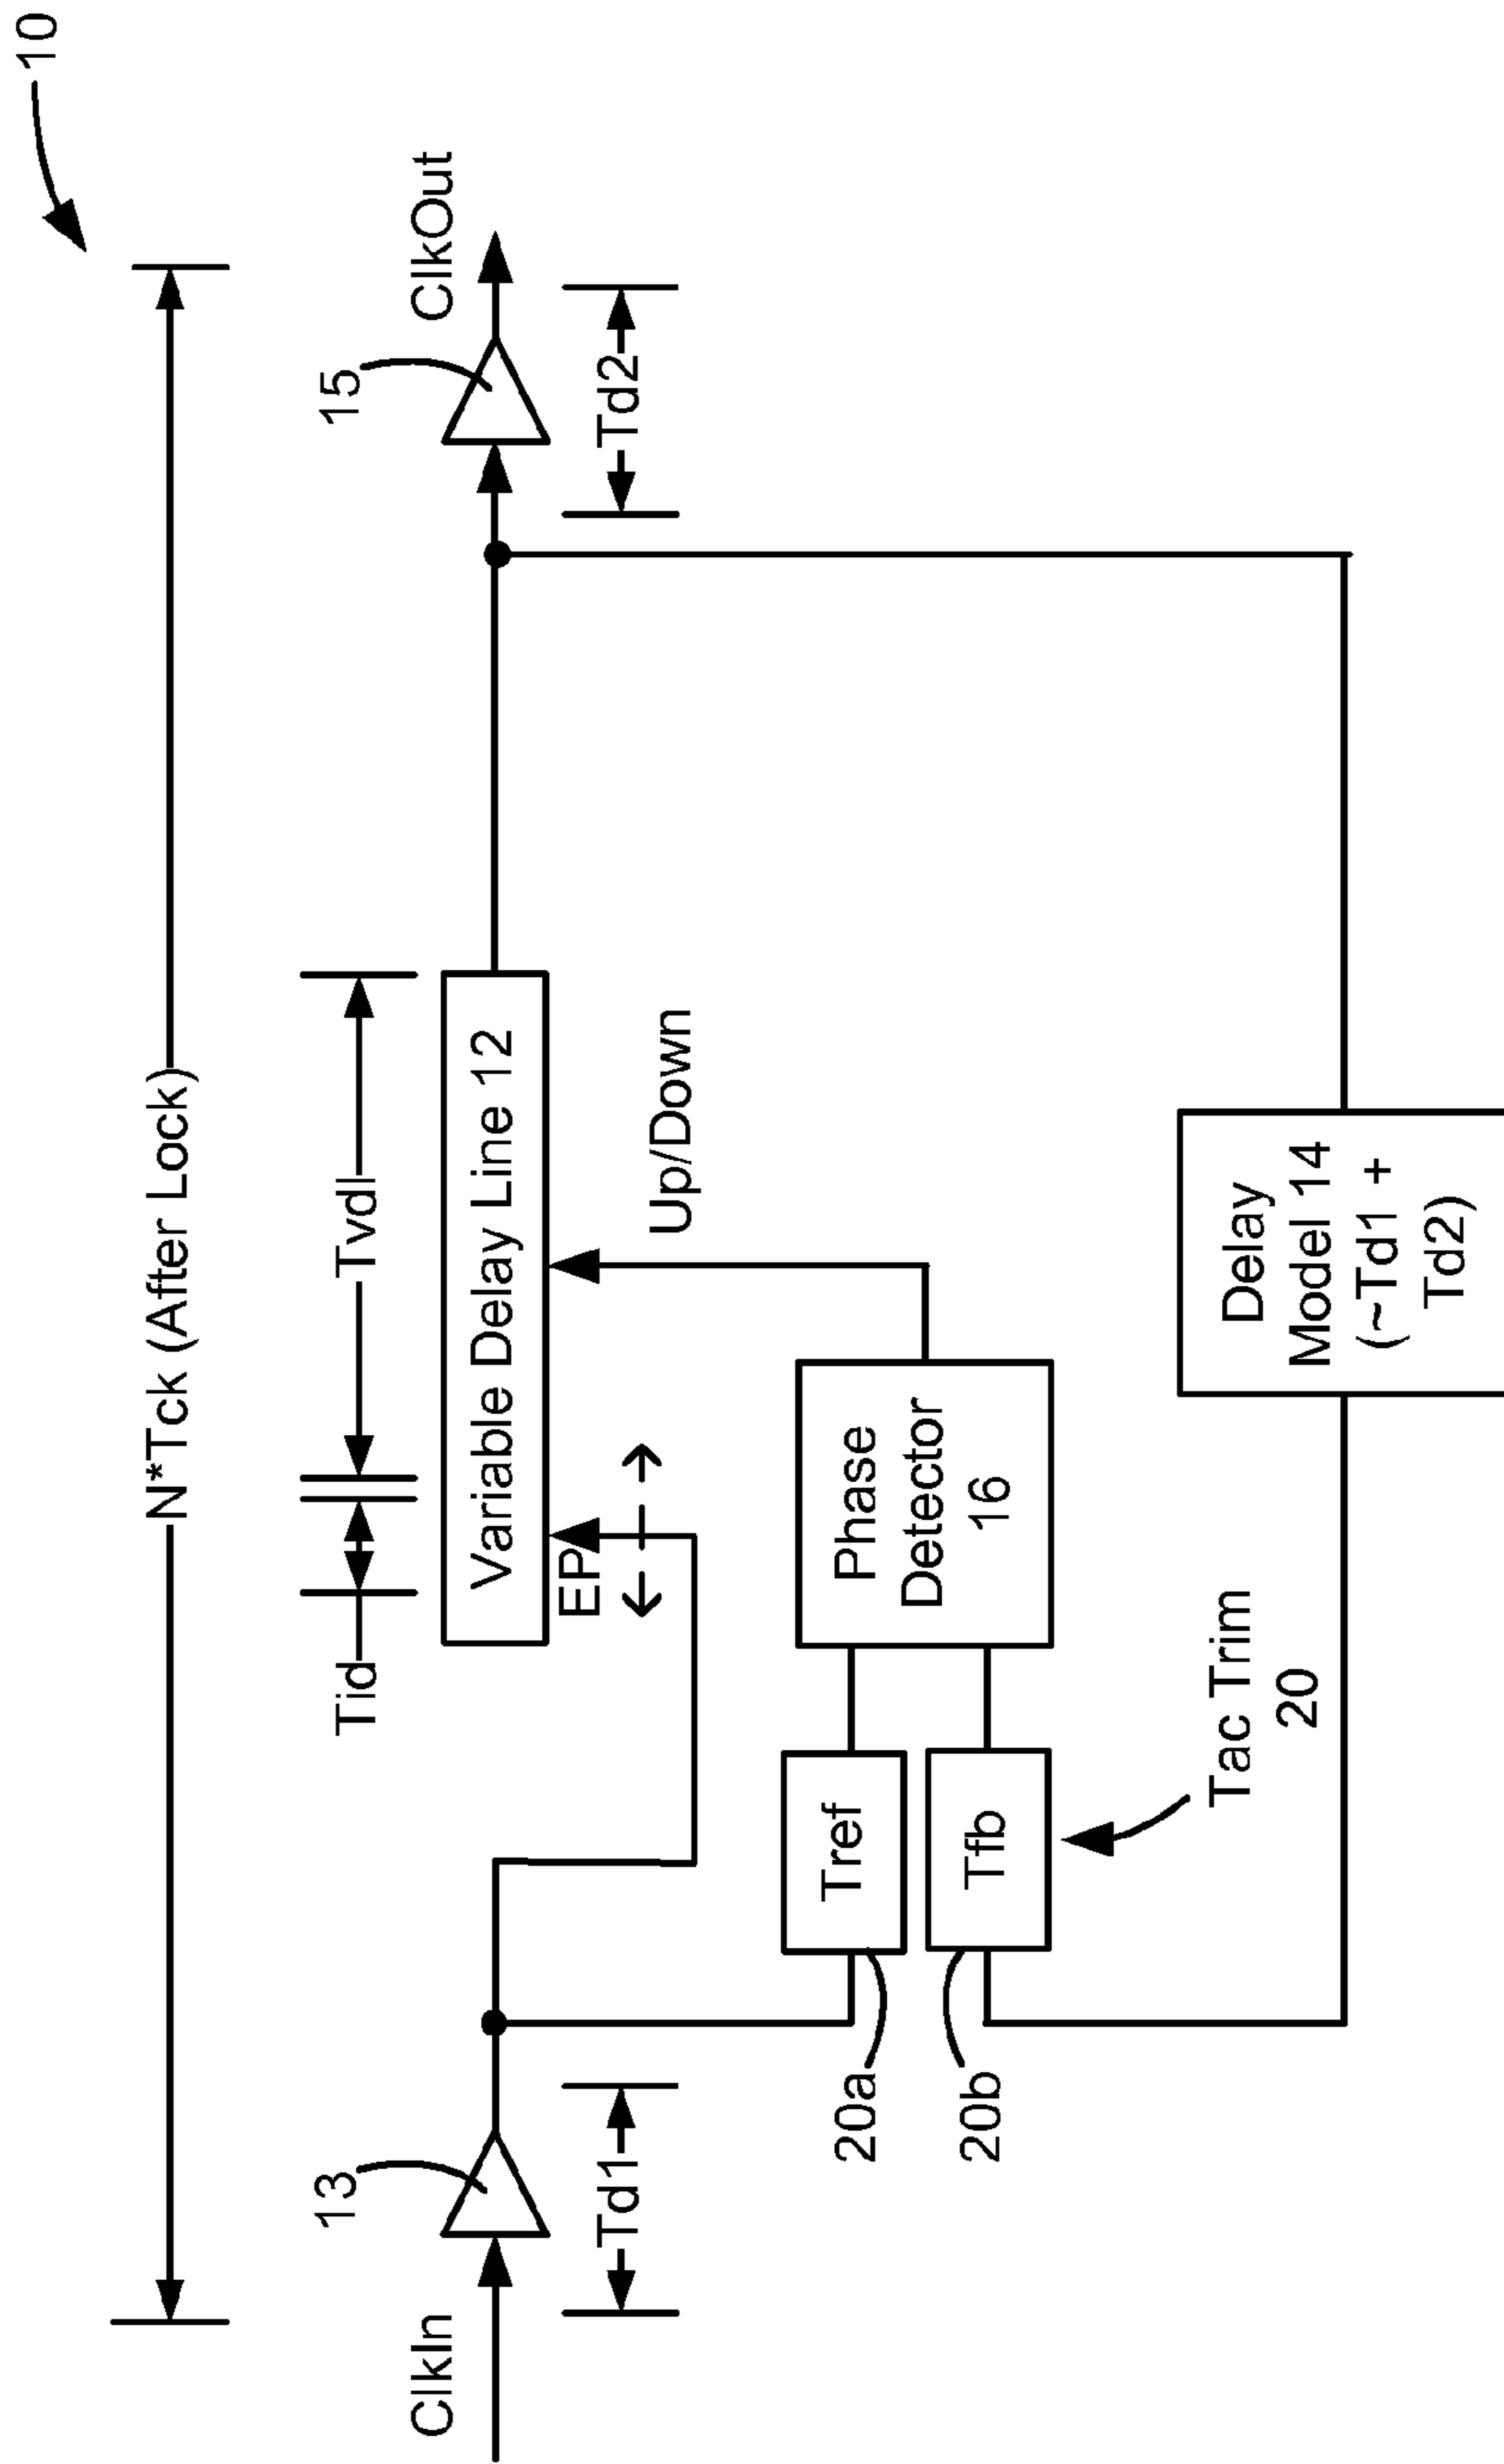 10
N*Tck (After Lock)
Tid
Tvdl
13
15
ClkIn
Variable Delay Line 12
ClkOut
EP
Td1
Td2
Up/Down
20a
Tref
Phase
Detector
16
20b
Tfb
Tac Trim
20
Delay
Model 14
(~Td1 +
Td2)